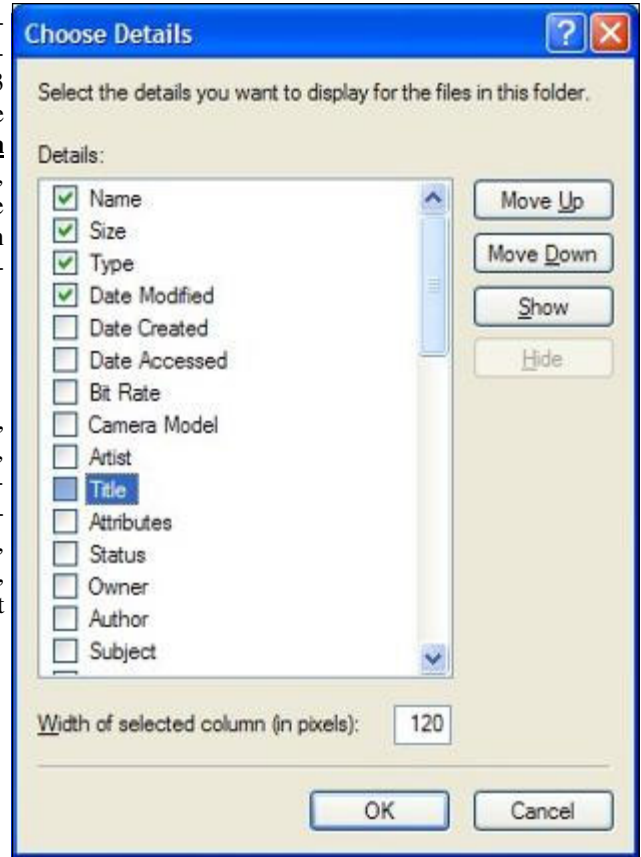 Choose Details
Select the details you want to display for the files in this folder.
Details:
Name
Size
Type
Date Modified
Date Created
Date Accessed
Bit Rate
Camera Model
Artist
Title
Attributes
Status
Owner
Author
Subject
Move Up
Move Down
Show
Hide
Width of selected column (in pixels): 120
OK Cancel